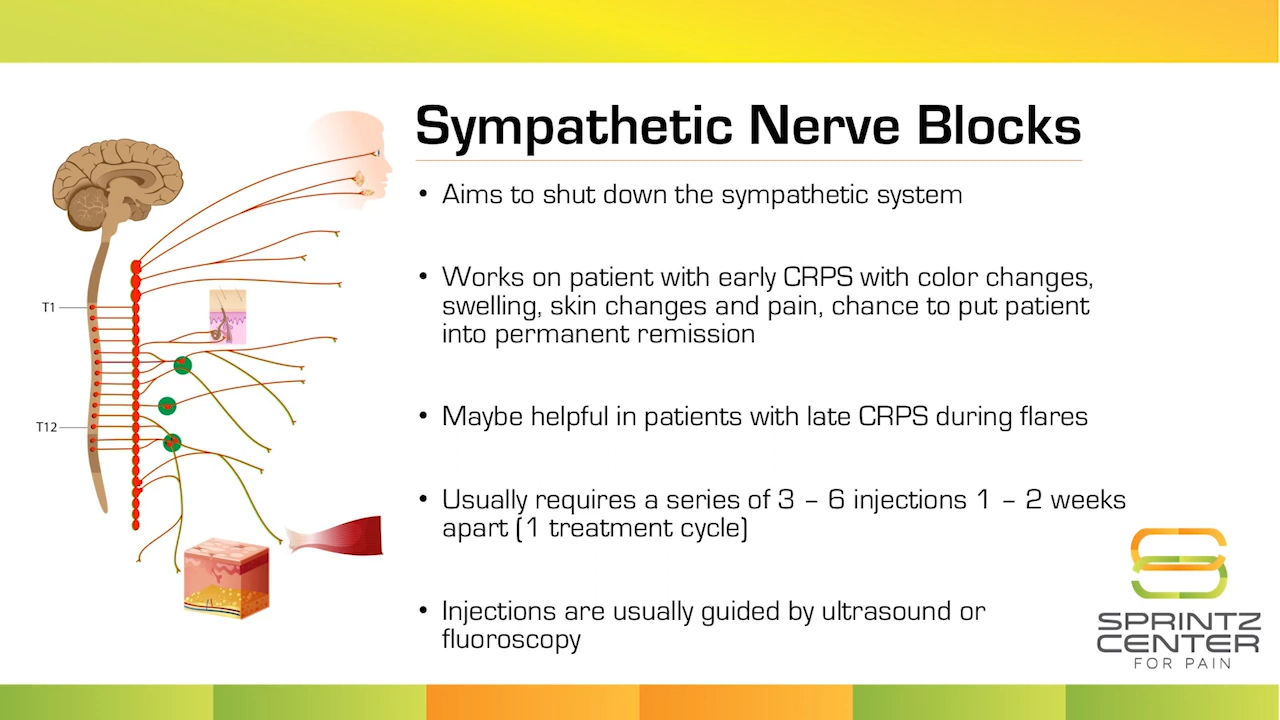 Sympathetic Nerve Blocks
• Aims to shut down the sympathetic system
• Works on patient with early CRPS with color changes,
swelling, skin changes and pain, chance to put patient
into permanent remission
• Maybe helpful in patients with late CRPS during flares
• Usually requires a series of 3 – 6 injections 1 – 2 weeks
apart (1 treatment cycle)
• Injections are usually guided by ultrasound or
fluoroscopy
T1
T12
SPRINTZ
CENTER
FOR PAIN